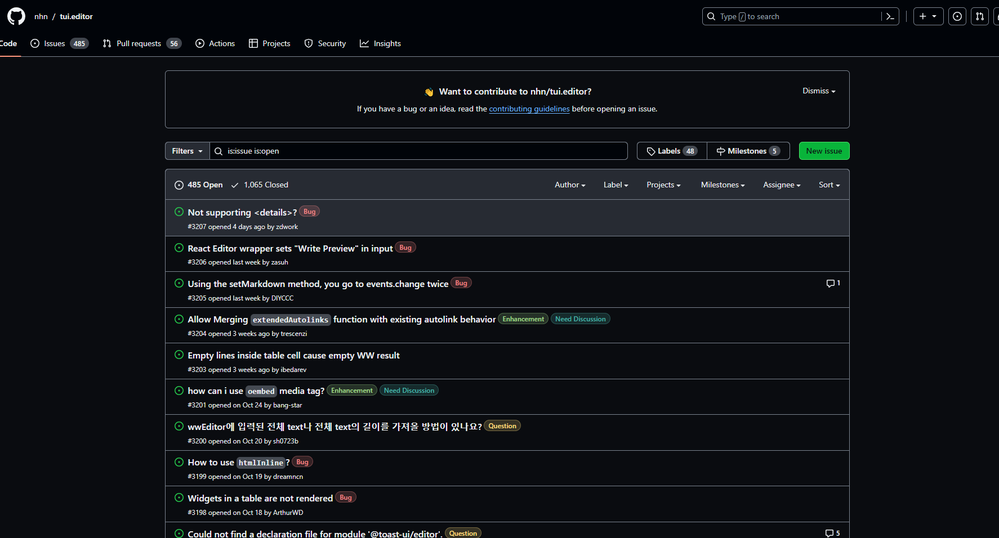 nhn / tui.editor
Type / to search
Code Issues 485 Pull requests 56 Actions Projects Security Insights
👋 Want to contribute to nhn/tui.editor?
Dismiss
If you have a bug or an idea, read the contributing guidelines before opening an issue.
Filters is:issue is:open Labels 48 Milestones 5 New issue
485 Open 1,065 Closed Author Label Projects Milestones Assignee Sort
Not supporting <details>? Bug
#3207 opened 4 days ago by zdwork
React Editor wrapper sets "Write Preview" in input Bug
#3206 opened last week by zasuh
Using the setMarkdown method, you go to events.change twice Bug 1
#3205 opened last week by DIYCCC
Allow Merging extendedAutolinks function with existing autolink behavior Enhancement Need Discussion
#3204 opened 3 weeks ago by trescenzi
Empty lines inside table cell cause empty WW result
#3203 opened 3 weeks ago by ibedarev
how can i use oembed media tag? Enhancement Need Discussion
#3201 opened on Oct 24 by bang-star
wwEditor에 입력된 전체 text나 전체 text의 길이를 가져올 방법이 있나요? Question
#3200 opened on Oct 20 by sh0723b
How to use htmlInline? Bug
#3199 opened on Oct 19 by dreamncn
Widgets in a table are not rendered Bug
#3198 opened on Oct 18 by ArthurWD
Could not find a declaration file for module '@toast-ui/editor'. Question 5